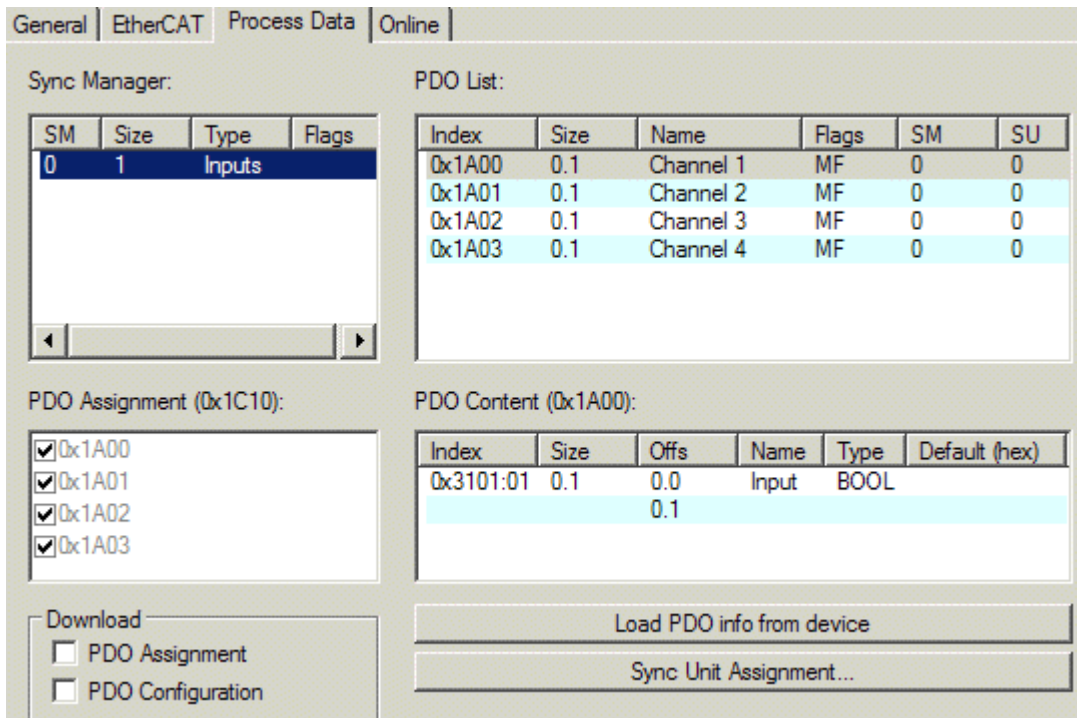 General EtherCAT Process Data Online
Sync Manager:
SM Size Type Flags
0 1 Inputs
PDO List:
Index Size Name Flags SM SU
0x1A00 0.1 Channel 1 MF 0 0
0x1A01 0.1 Channel 2 MF 0 0
0x1A02 0.1 Channel 3 MF 0 0
0x1A03 0.1 Channel 4 MF 0 0
PDO Assignment (0x1C10):
0x1A00
0x1A01
0x1A02
0x1A03
PDO Content (0x1A00):
Index Size Offs Name Type Default (hex)
0x3101:01 0.1 0.0 Input BOOL
0.1
Download
PDO Assignment
PDO Configuration
Load PDO info from device
Sync Unit Assignment...